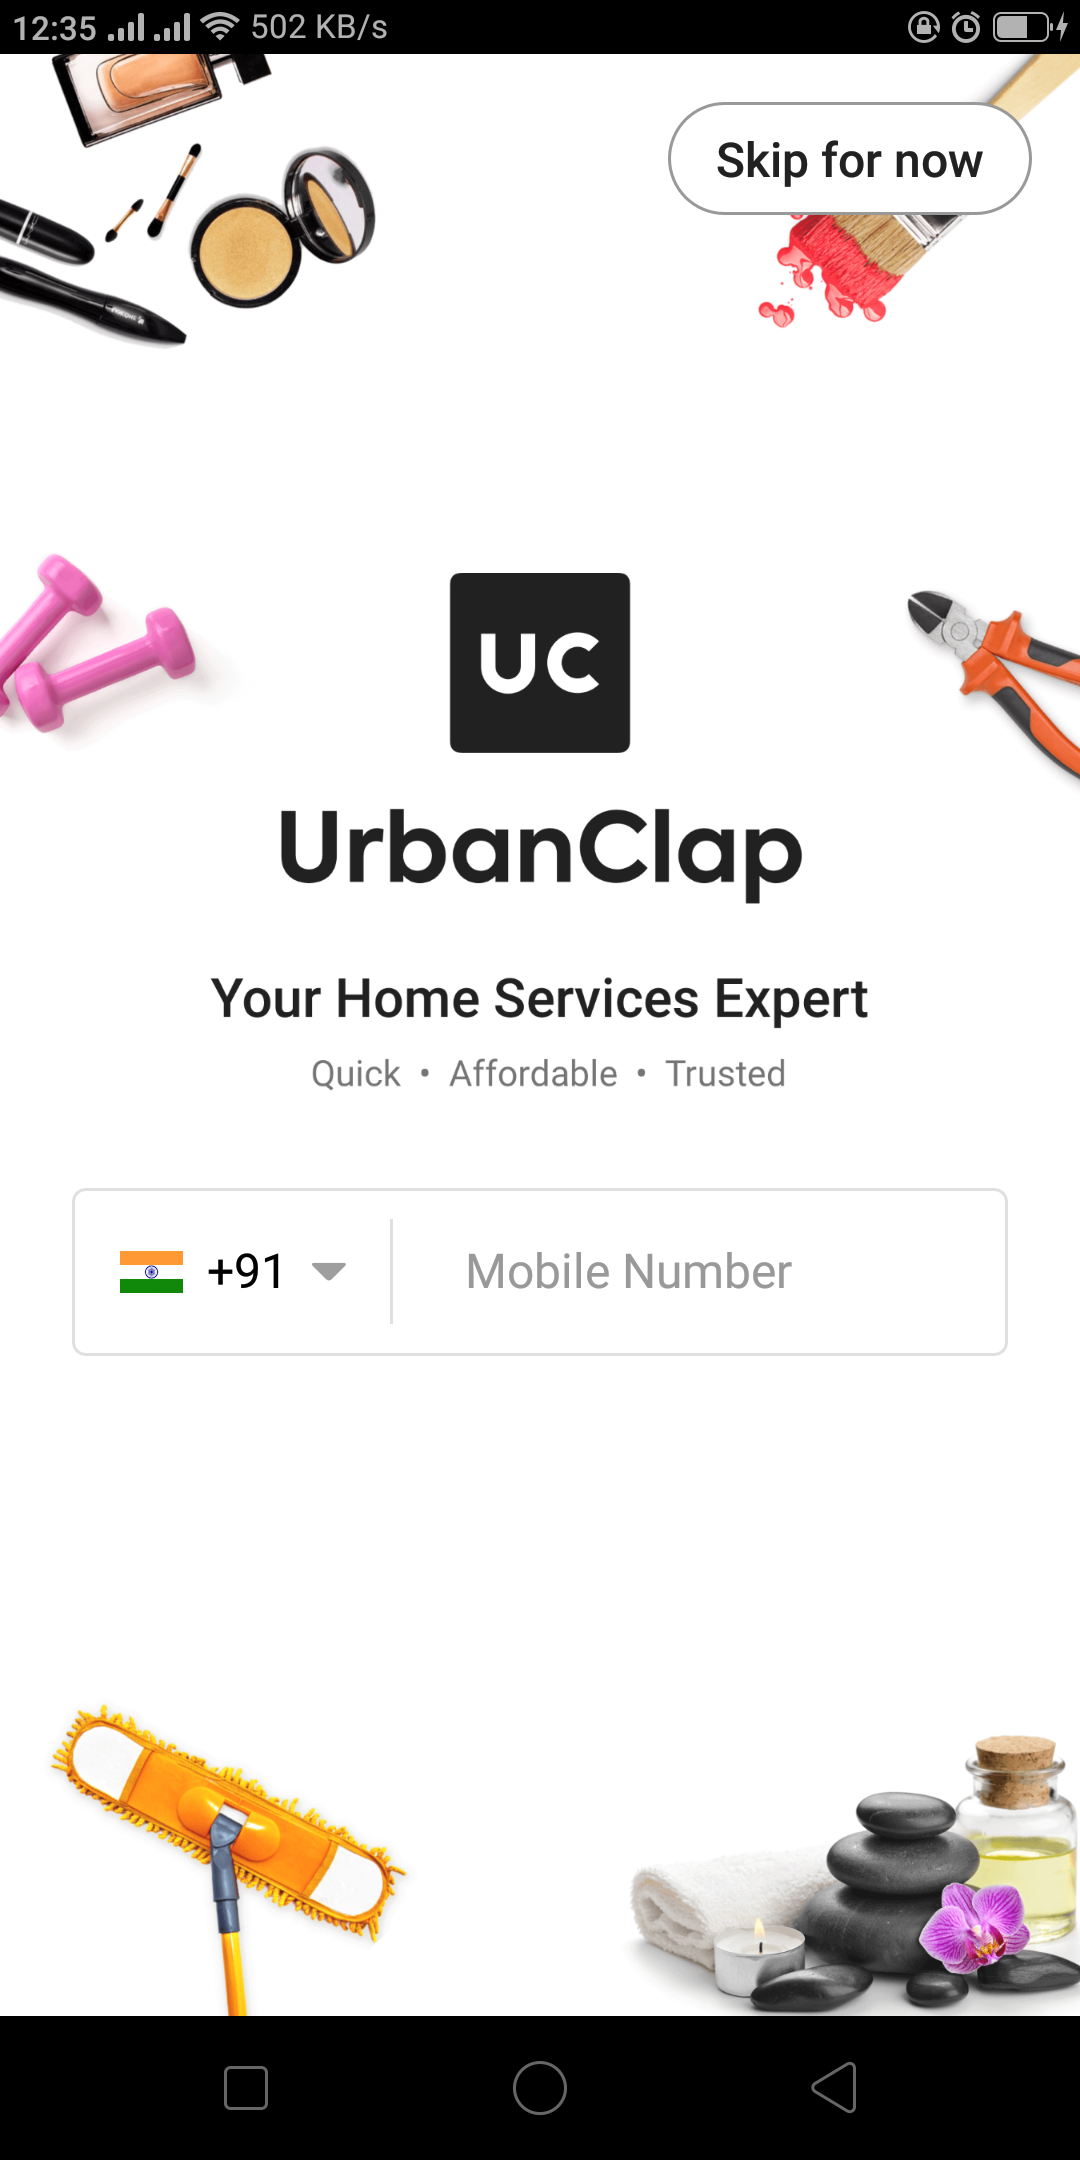 12:35 502 KB/s
Skip for now
UC
UrbanClap
Your Home Services Expert
Quick • Affordable • Trusted
+91 Mobile Number